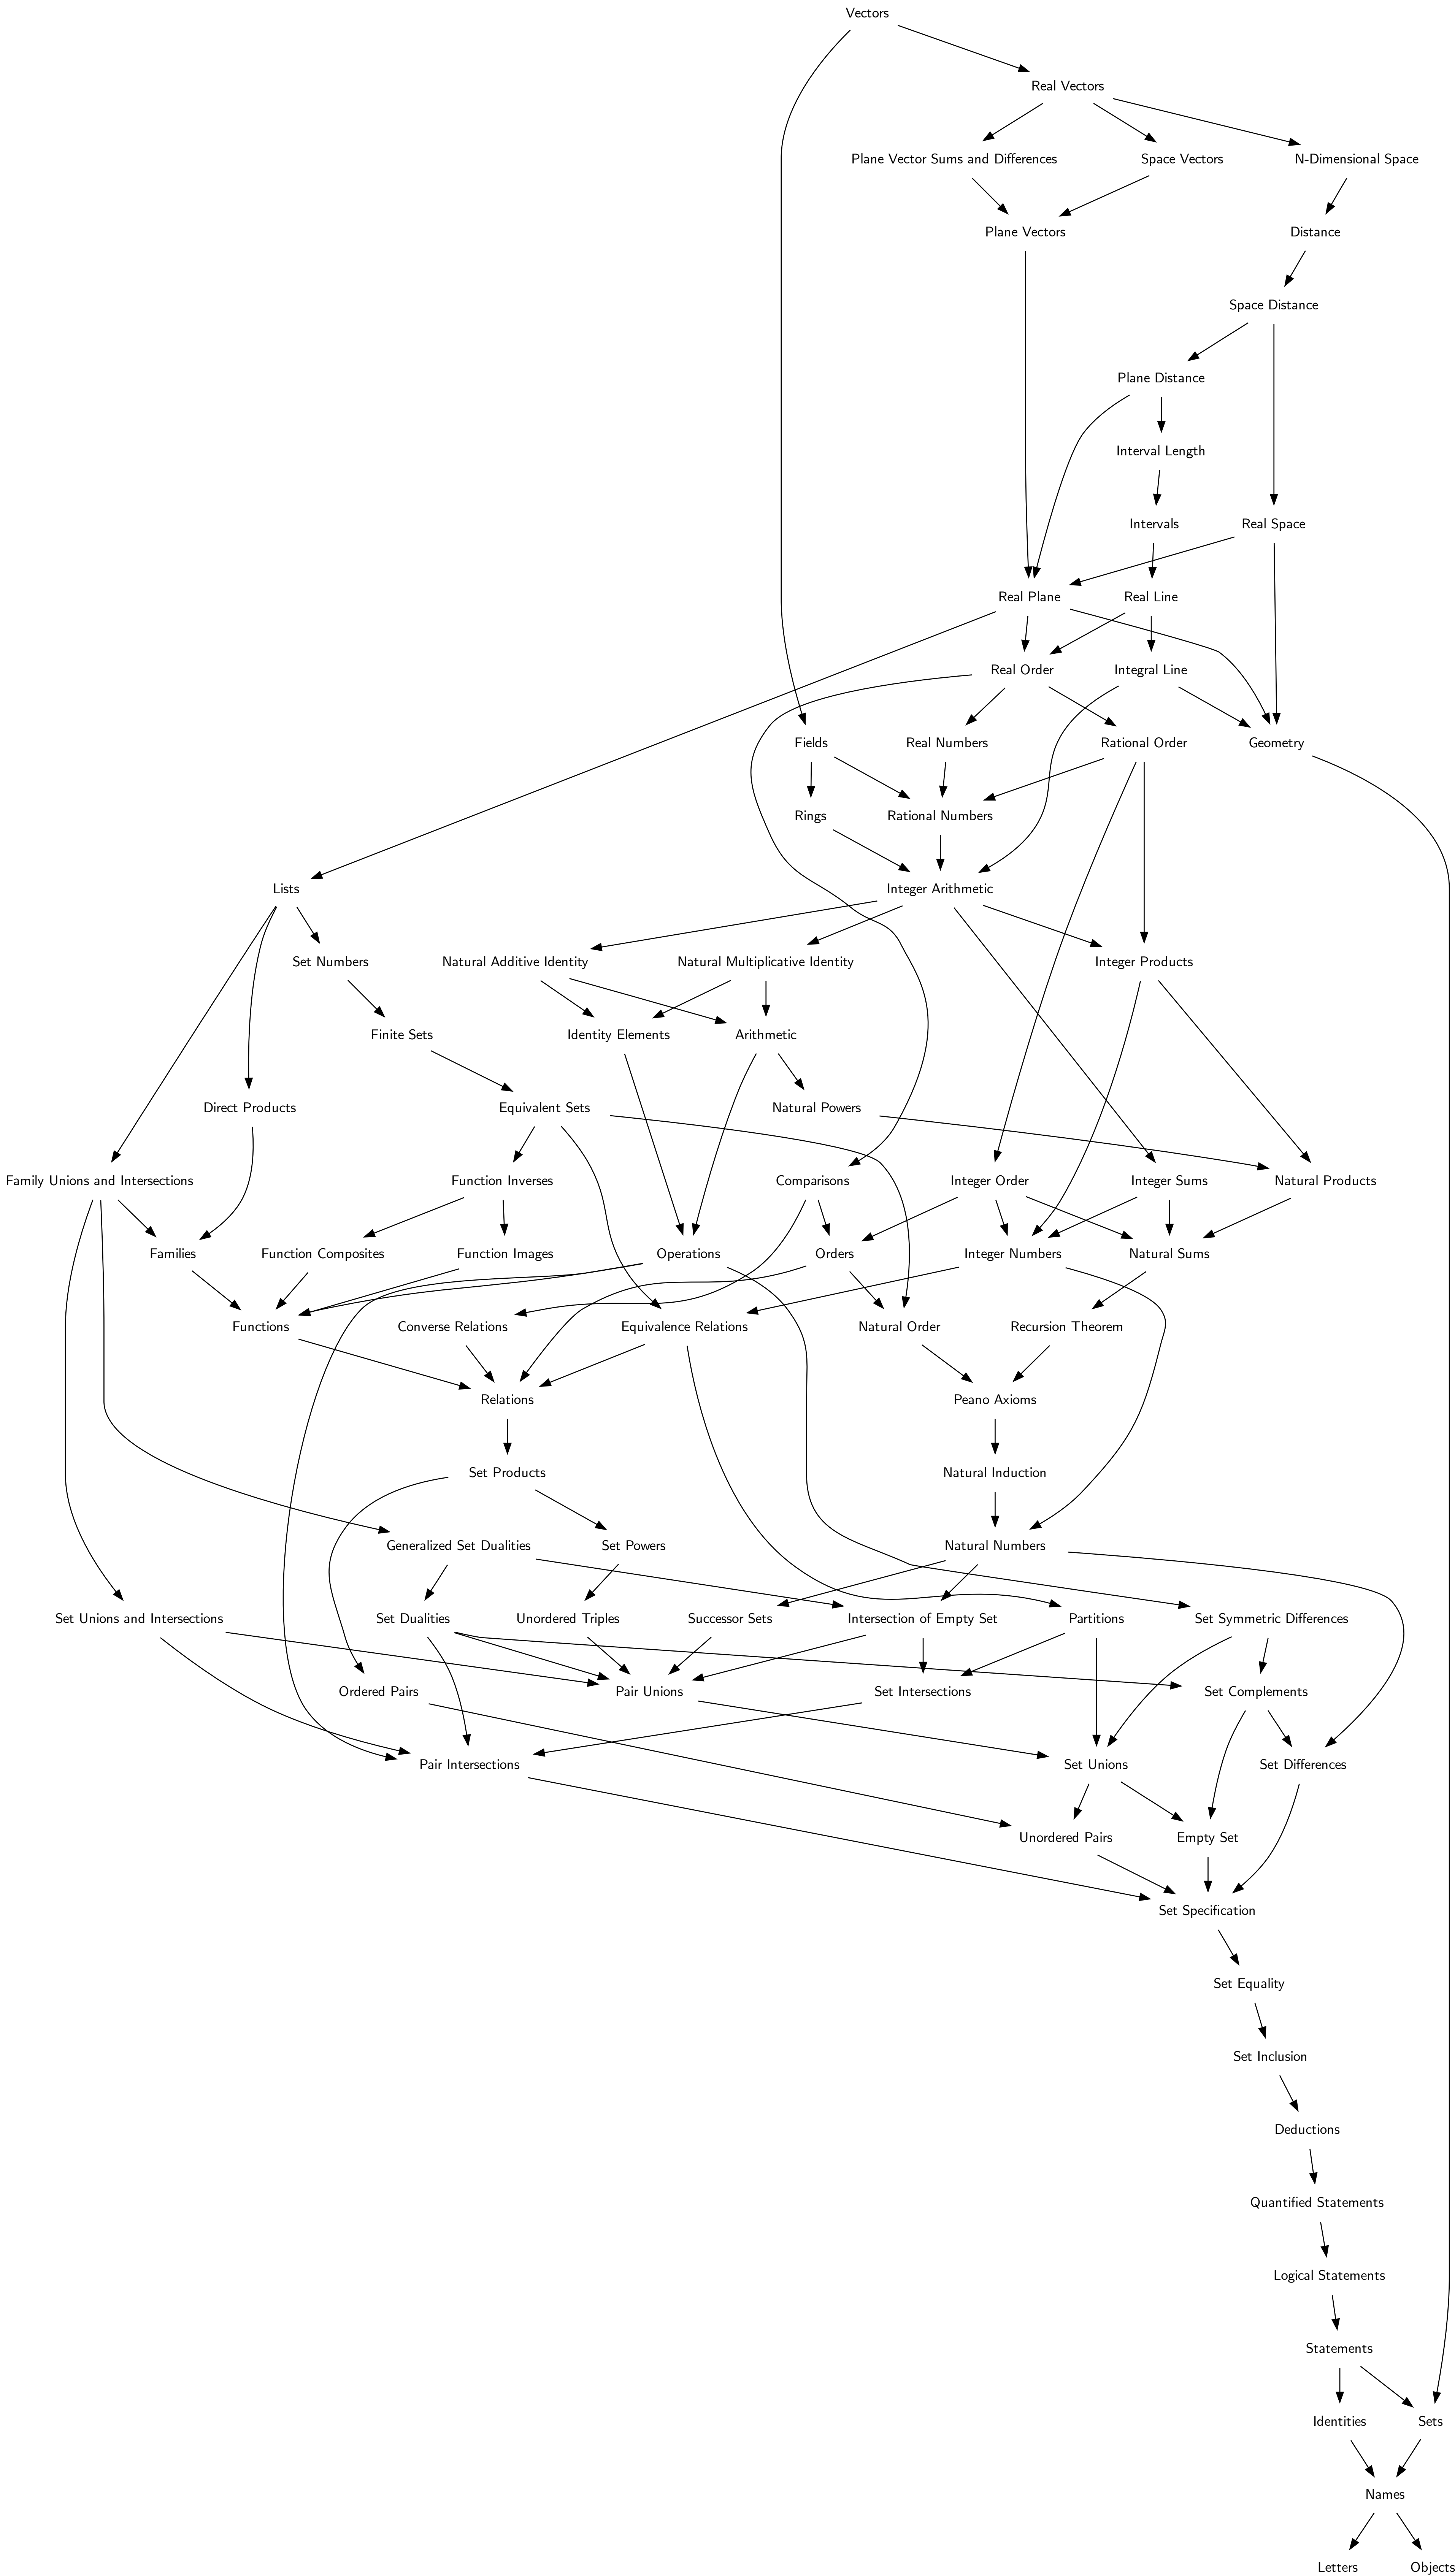 Vectors
Real Vectors
Plane Vector Sums and Differences
Space Vectors
N-Dimensional Space
Plane Vectors
Distance
Space Distance
Plane Distance
Interval Length
Intervals
Real Space
Real Plane
Real Line
Real Order
Integral Line
Fields
Real Numbers
Rational Order
Geometry
Rings
Rational Numbers
Lists
Integer Arithmetic
Set Numbers
Natural Additive Identity
Natural Multiplicative Identity
Integer Products
Finite Sets
Identity Elements
Arithmetic
Direct Products
Equivalent Sets
Natural Powers
Family Unions and Intersections
Function Inverses
Comparisons
Integer Order
Integer Sums
Natural Products
Families
Function Composites
Function Images
Operations
Orders
Integer Numbers
Natural Sums
Functions
Converse Relations
Equivalence Relations
Natural Order
Recursion Theorem
Relations
Peano Axioms
Set Products
Natural Induction
Generalized Set Dualities
Set Powers
Natural Numbers
Set Unions and Intersections
Set Dualities
Unordered Triples
Successor Sets
Intersection of Empty Set
Partitions
Set Symmetric Differences
Ordered Pairs
Pair Unions
Set Intersections
Set Complements
Pair Intersections
Set Unions
Set Differences
Unordered Pairs
Empty Set
Set Specification
Set Equality
Set Inclusion
Deductions
Quantified Statements
Logical Statements
Statements
Identities
Sets
Names
Letters
Objects